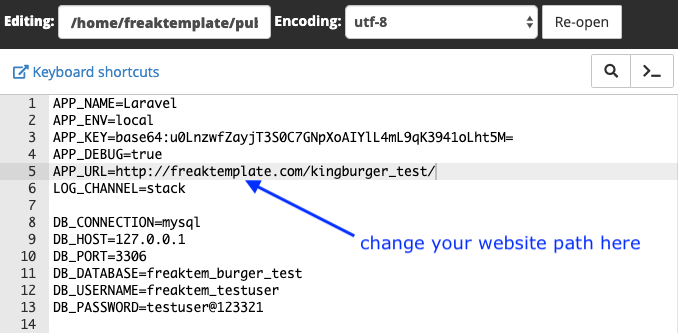 Editing: /home/freaktemplate/pub Encoding: utf-8 Re-open
Keyboard shortcuts
1 APP_NAME=Laravel
2 APP_ENV=local
3 APP_KEY=base64:u0LnzwfZayjT3S0C7GNpXoAIYlL4mL9qK3941oLht5M=
4 APP_DEBUG=true
5 APP_URL=http://freaktemplate.com/kingburger_test/
6 LOG_CHANNEL=stack
7
8 DB_CONNECTION=mysql
9 DB_HOST=127.0.0.1
change your website path here
10 DB_PORT=3306
11 DB_DATABASE=freaktem_burger_test
12 DB_USERNAME=freaktem_testuser
13 DB_PASSWORD=testuser@123321
14